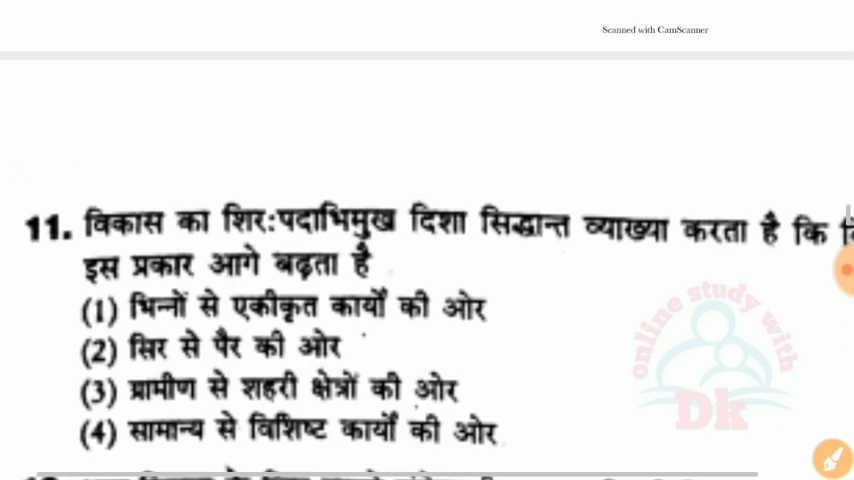 Scanned with CamScanner
11. विकास का शिरःपदाभिमुख दिशा सिद्धान्त व्याख्या करता है कि
इस प्रकार आगे बढ़ता है
(1) भिन्नों से एकीकृत कार्यों की ओर
(2) सिर से पैर की ओर
(3) ग्रामीण से शहरी क्षेत्रों की ओर
(4) सामान्य से विशिष्ट कार्यों की ओर
online study with
Dk